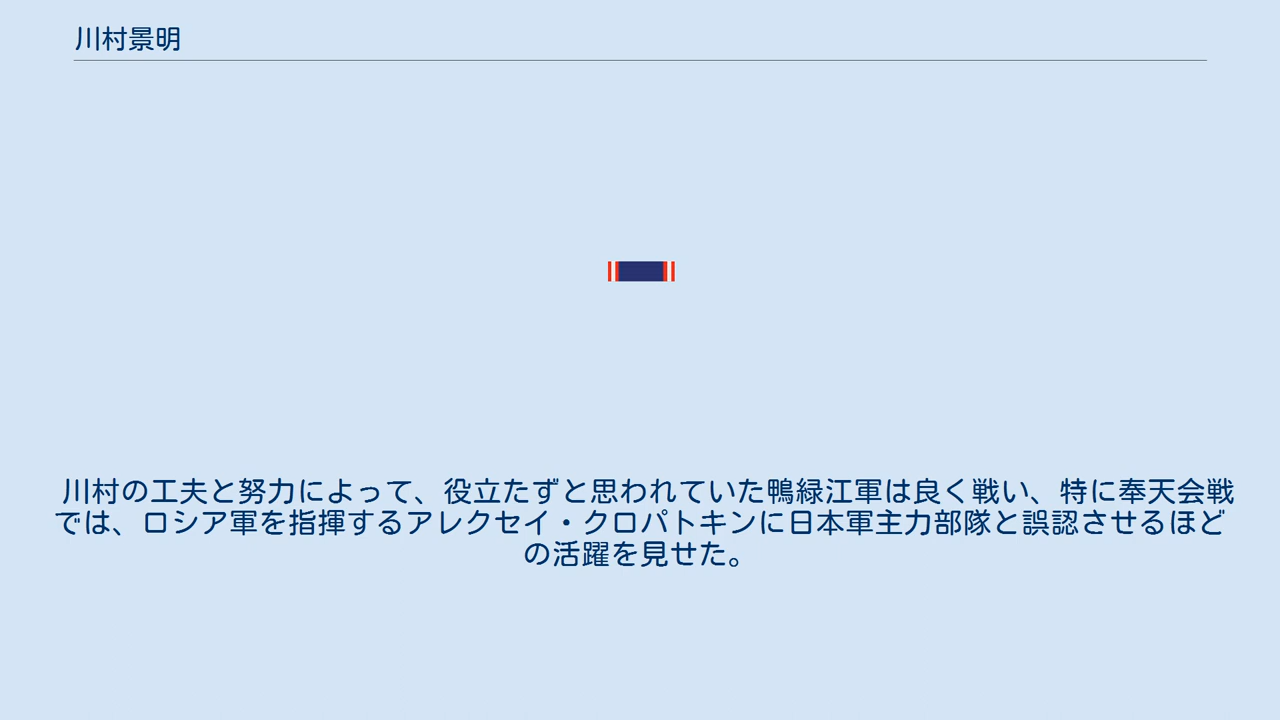 川村景明
川村の工夫と努力によって、役立たずと思われていた鴨緑江軍は良く戦い、特に奉天会戦
では、ロシア軍を指揮するアレクセイ・クロパトキンに日本軍主力部隊と誤認させるほど
の活躍を見せた。